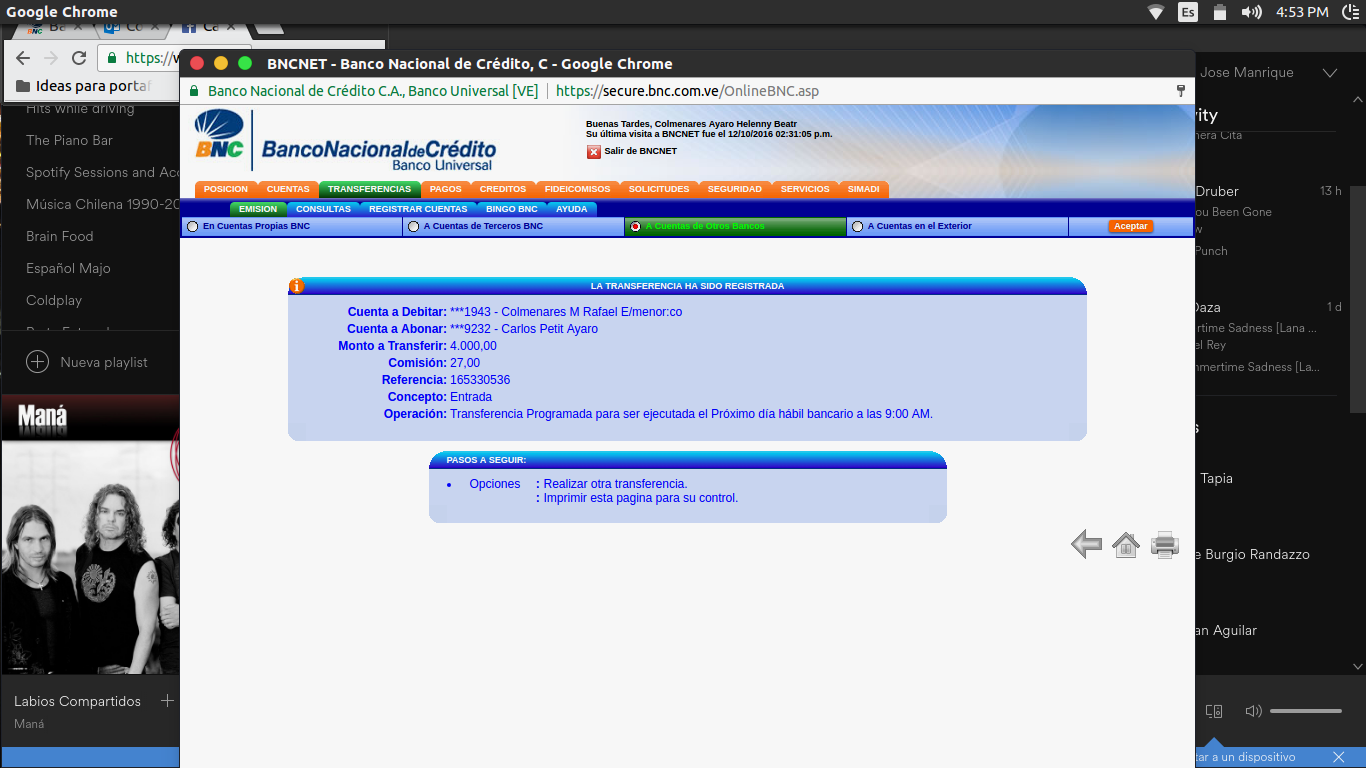 Google Chrome
Es
4:53 PM
https://w
Ideas para portaf
Hits while driving
The Piano Bar
Spotify Sessions and Aco
Música Chilena 1990-20
Brain Food
Español Majo
Coldplay
Nueva playlist
Maná
Labios Compartidos
Maná
BNCNET - Banco Nacional de Crédito, C - Google Chrome
Banco Nacional de Crédito C.A., Banco Universal [VE]
https://secure.bnc.com.ve/OnlineBNC.asp
BNC
BancoNacionaldeCrédito
Banco Universal
Buenas Tardes, Colmenares Ayaro Helenny Beatr
Su última visita a BNCNET fue el 12/10/2016 02:31:05 p.m.
Salir de BNCNET
POSICION CUENTAS TRANSFERENCIAS PAGOS CREDITOS FIDEICOMISOS SOLICITUDES SEGURIDAD SERVICIOS SIMADI
EMISION CONSULTAS REGISTRAR CUENTAS BINGO BNC AYUDA
En Cuentas Propias BNC A Cuentas de Terceros BNC A Cuentas de Otros Bancos A Cuentas en el Exterior Aceptar
LA TRANSFERENCIA HA SIDO REGISTRADA
Cuenta a Debitar: ***1943 - Colmenares M Rafael E/menor:co
Cuenta a Abonar: ***9232 - Carlos Petit Ayaro
Monto a Transferir: 4.000,00
Comisión: 27,00
Referencia: 165330536
Concepto: Entrada
Operación: Transferencia Programada para ser ejecutada el Próximo día hábil bancario a las 9:00 AM.
PASOS A SEGUIR:
• Opciones : Realizar otra transferencia.
: Imprimir esta pagina para su control.
Jose Manrique
vity
nera Cita
Druber 13 h
ou Been Gone
w
Punch
Daza 1 d
rtime Sadness [Lana ...
el Rey
mmertime Sadness [La...
s
Tapia
e Burgio Randazzo
an Aguilar
tar a un dispositivo